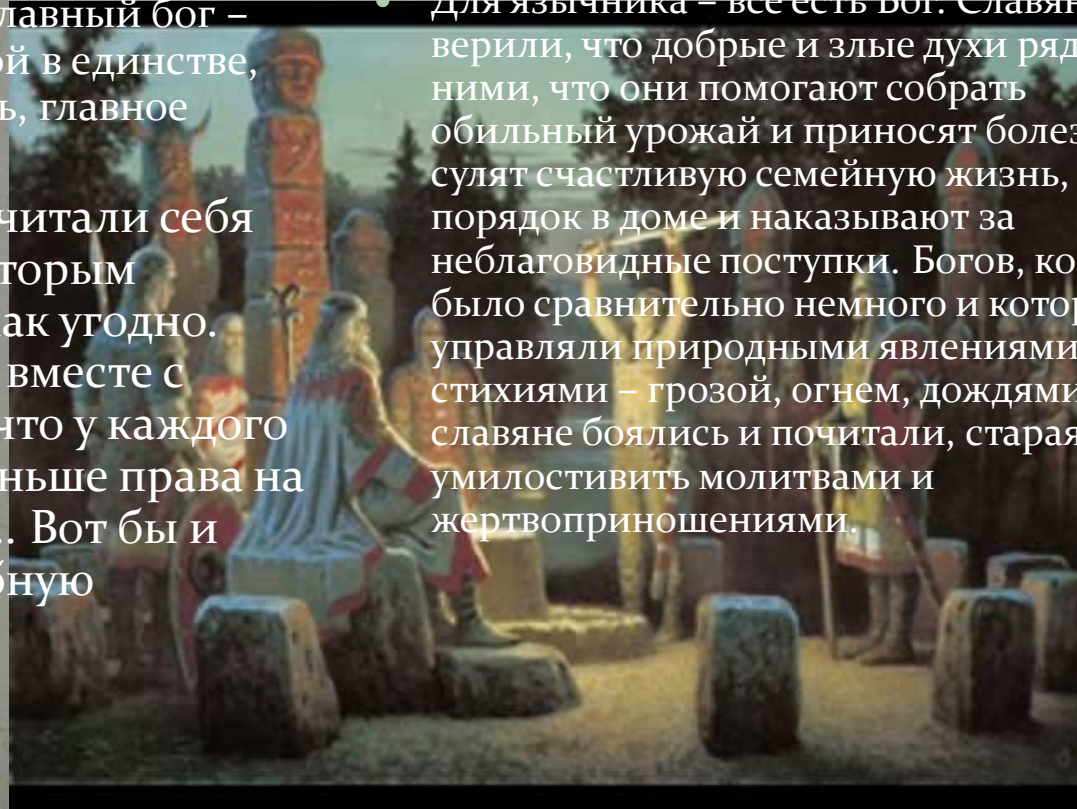 лавный бог –
ой в единстве,
ь, главное
читали себя
торым
ак угодно.
вместе с
что у каждого
ньше права на
.. Вот бы и
бную
• Для язычника – все есть Бог. Славян
верили, что добрые и злые духи ряд
ними, что они помогают собрать
обильный урожай и приносят болез
сулят счастливую семейную жизнь,
порядок в доме и наказывают за
неблаговидные поступки. Богов, ко
было сравнительно немного и котор
управляли природными явлениями
стихиями – грозой, огнем, дождями
славяне боялись и почитали, старая
умилостивить молитвами и
жертвоприношениями.